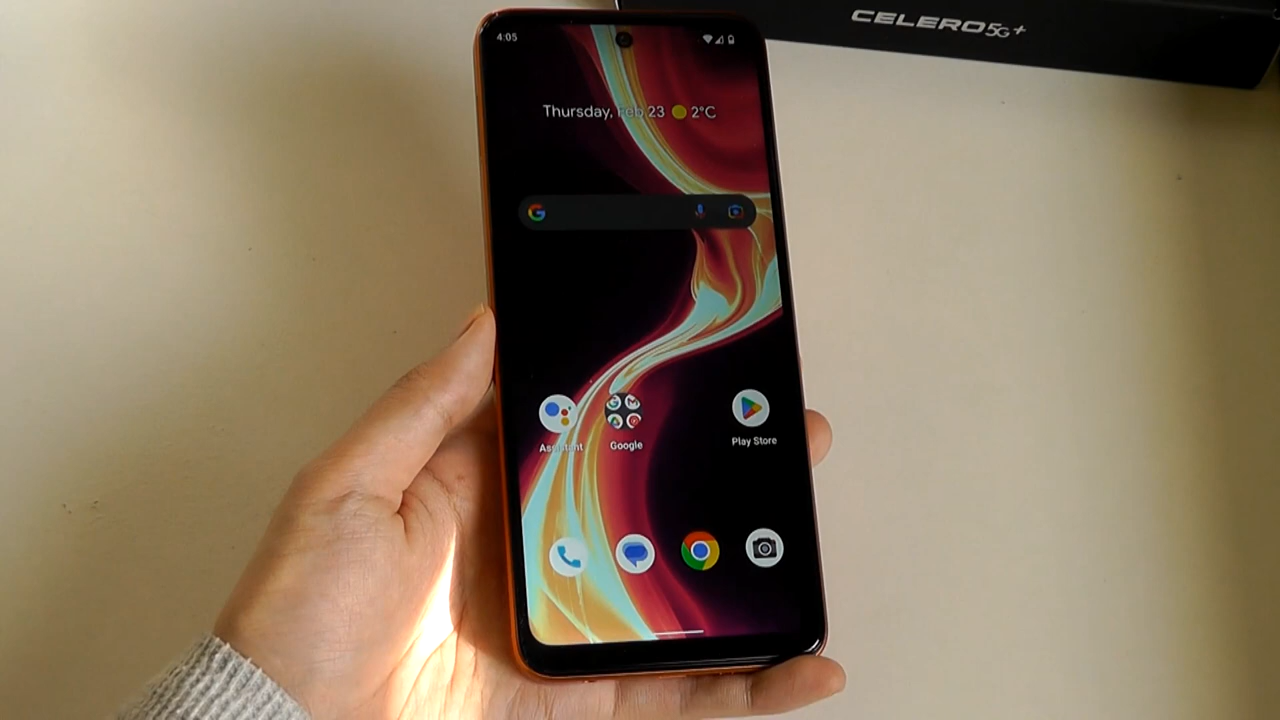 CELERO5G+
4:05
Thursday, Feb 23 2°C
Assistant
Google
Play Store